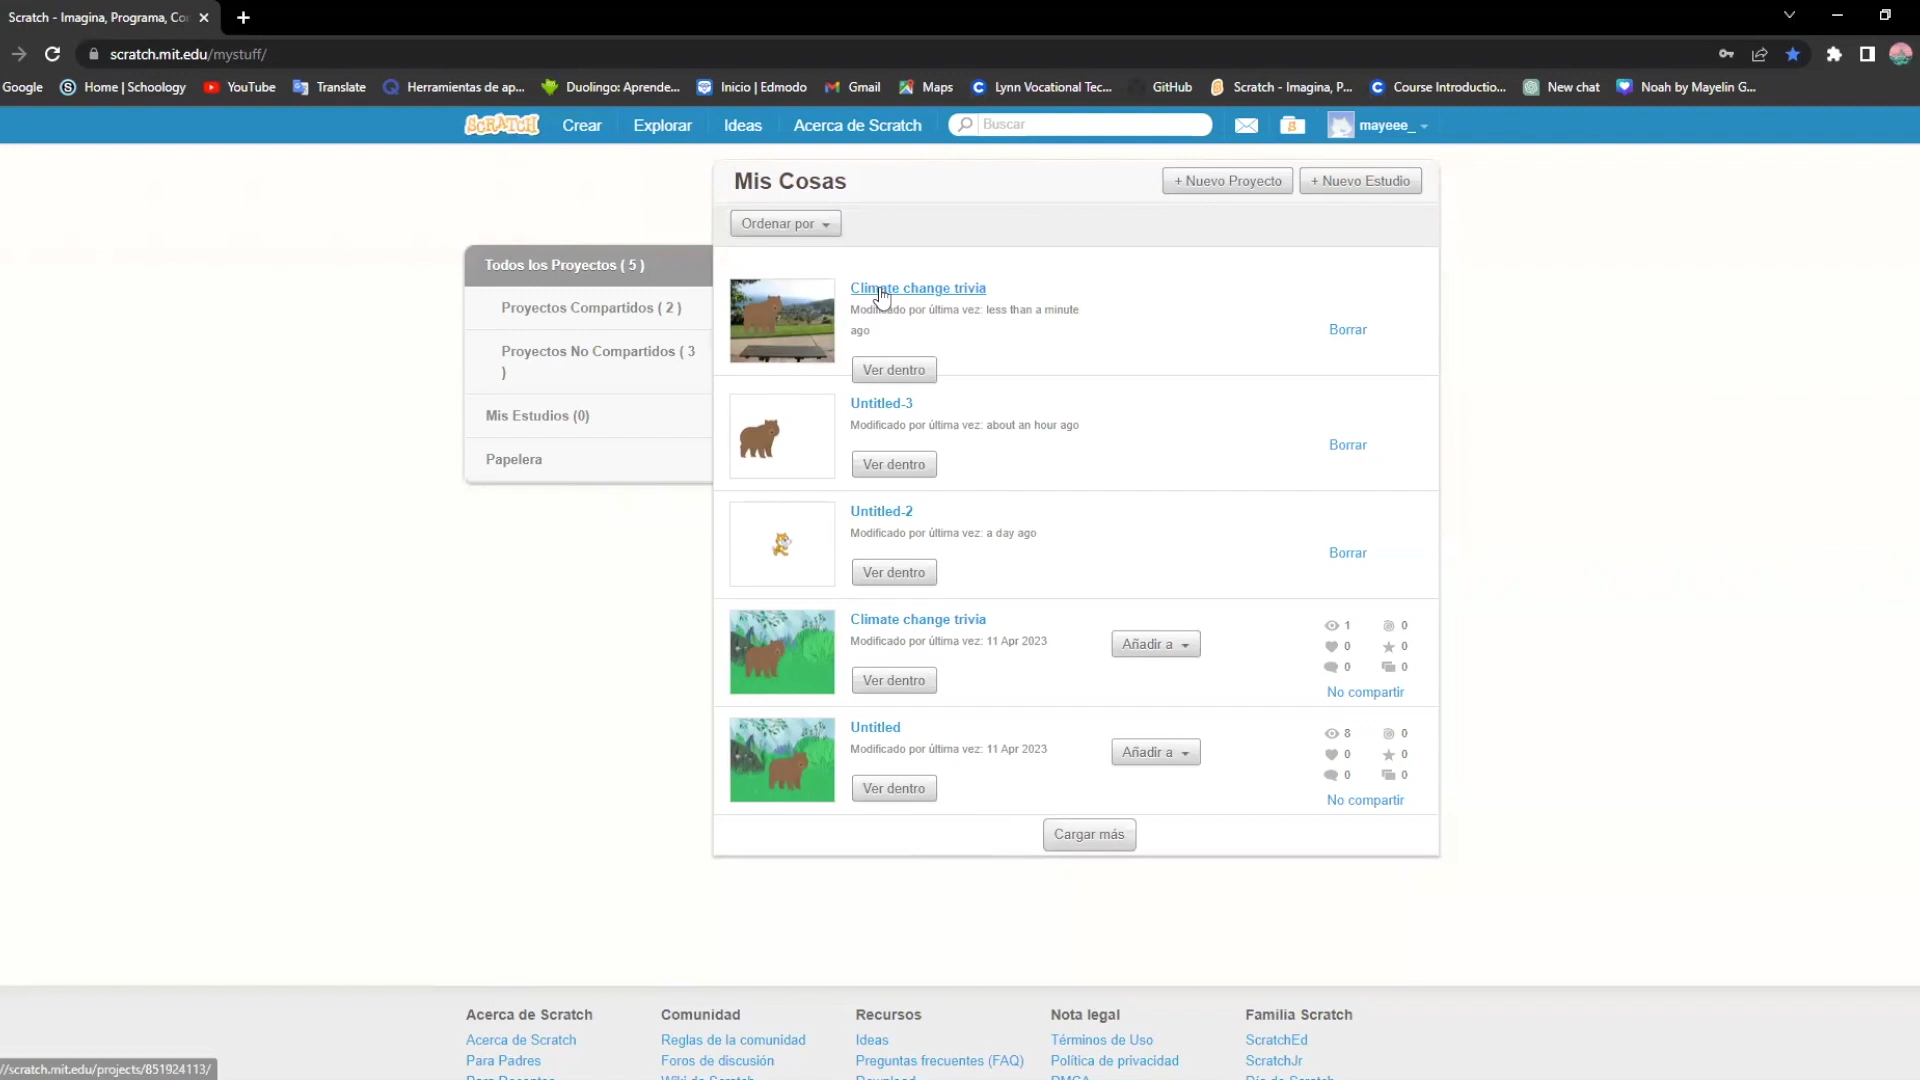 Scratch - Imagina, Programa, Co
scratch.mit.edu/mystuff/
Google Home | Schoology YouTube Translate Herramientas de ap... Duolingo: Aprende... Inicio | Edmodo Gmail Maps Lynn Vocational Tec... GitHub Scratch - Imagina, P... Course Introductio... New chat Noah by Mayelin G...
SCRATCH Crear Explorar Ideas Acerca de Scratch Buscar mayeee_
Mis Cosas + Nuevo Proyecto + Nuevo Estudio
Ordenar por
Todos los Proyectos ( 5 )
Proyectos Compartidos ( 2 )
Proyectos No Compartidos ( 3
)
Mis Estudios (0)
Papelera
Climate change trivia
Modificado por última vez: less than a minute
ago
Borrar
Ver dentro
Untitled-3
Modificado por última vez: about an hour ago
Borrar
Ver dentro
Untitled-2
Modificado por última vez: a day ago
Borrar
Ver dentro
Climate change trivia
Modificado por última vez: 11 Apr 2023
Añadir a
Ver dentro
1 0
0 0
0 0
No compartir
Untitled
Modificado por última vez: 11 Apr 2023
Añadir a
Ver dentro
8 0
0 0
0 0
No compartir
Cargar más
Acerca de Scratch Comunidad Recursos Nota legal Familia Scratch
Acerca de Scratch Reglas de la comunidad Ideas Términos de Uso ScratchEd
Para Padres Foros de discusión Preguntas frecuentes (FAQ) Política de privacidad ScratchJr
//scratch.mit.edu/projects/851924113/